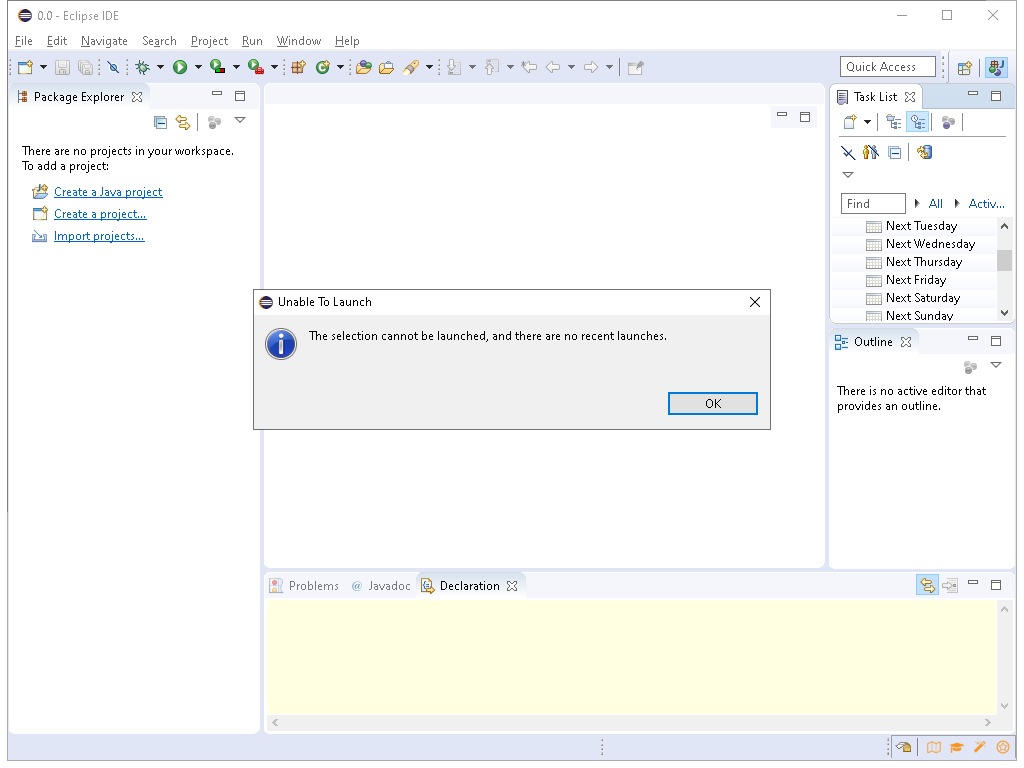 0.0 - Eclipse IDE
File Edit Navigate Search Project Run Window Help
Quick Access
Package Explorer
There are no projects in your workspace.
To add a project:
Create a Java project
Create a project...
Import projects...
Task List
Find
All
Activ...
Next Tuesday
Next Wednesday
Next Thursday
Next Friday
Next Saturday
Next Sunday
Unable To Launch
The selection cannot be launched, and there are no recent launches.
OK
Outline
There is no active editor that
provides an outline.
Problems
@ Javadoc
Declaration